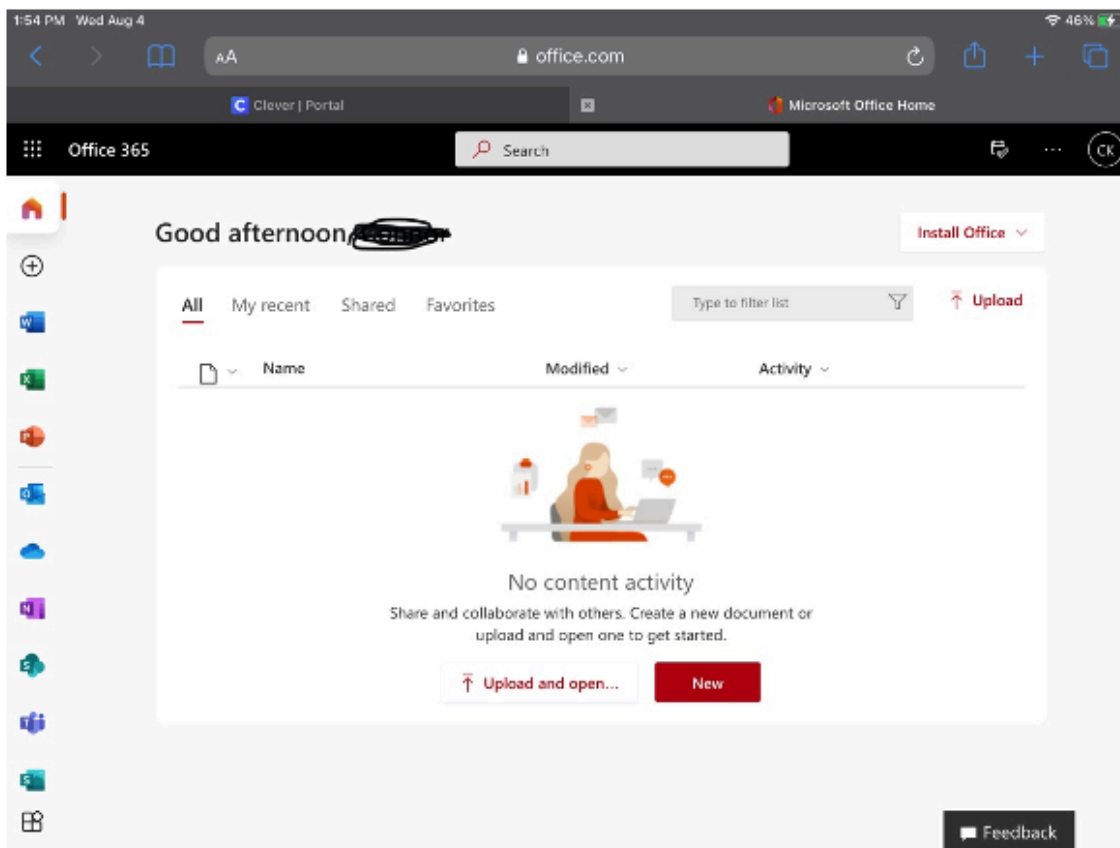 1:54 PM Wed Aug 4
46%
AA
office.com
Clever | Portal
Microsoft Office Home
Office 365
Search
CK
Good afternoon,
Install Office
All My recent Shared Favorites
Type to filter list
Upload
Name Modified Activity
No content activity
Share and collaborate with others. Create a new document or
upload and open one to get started.
Upload and open...
New
Feedback